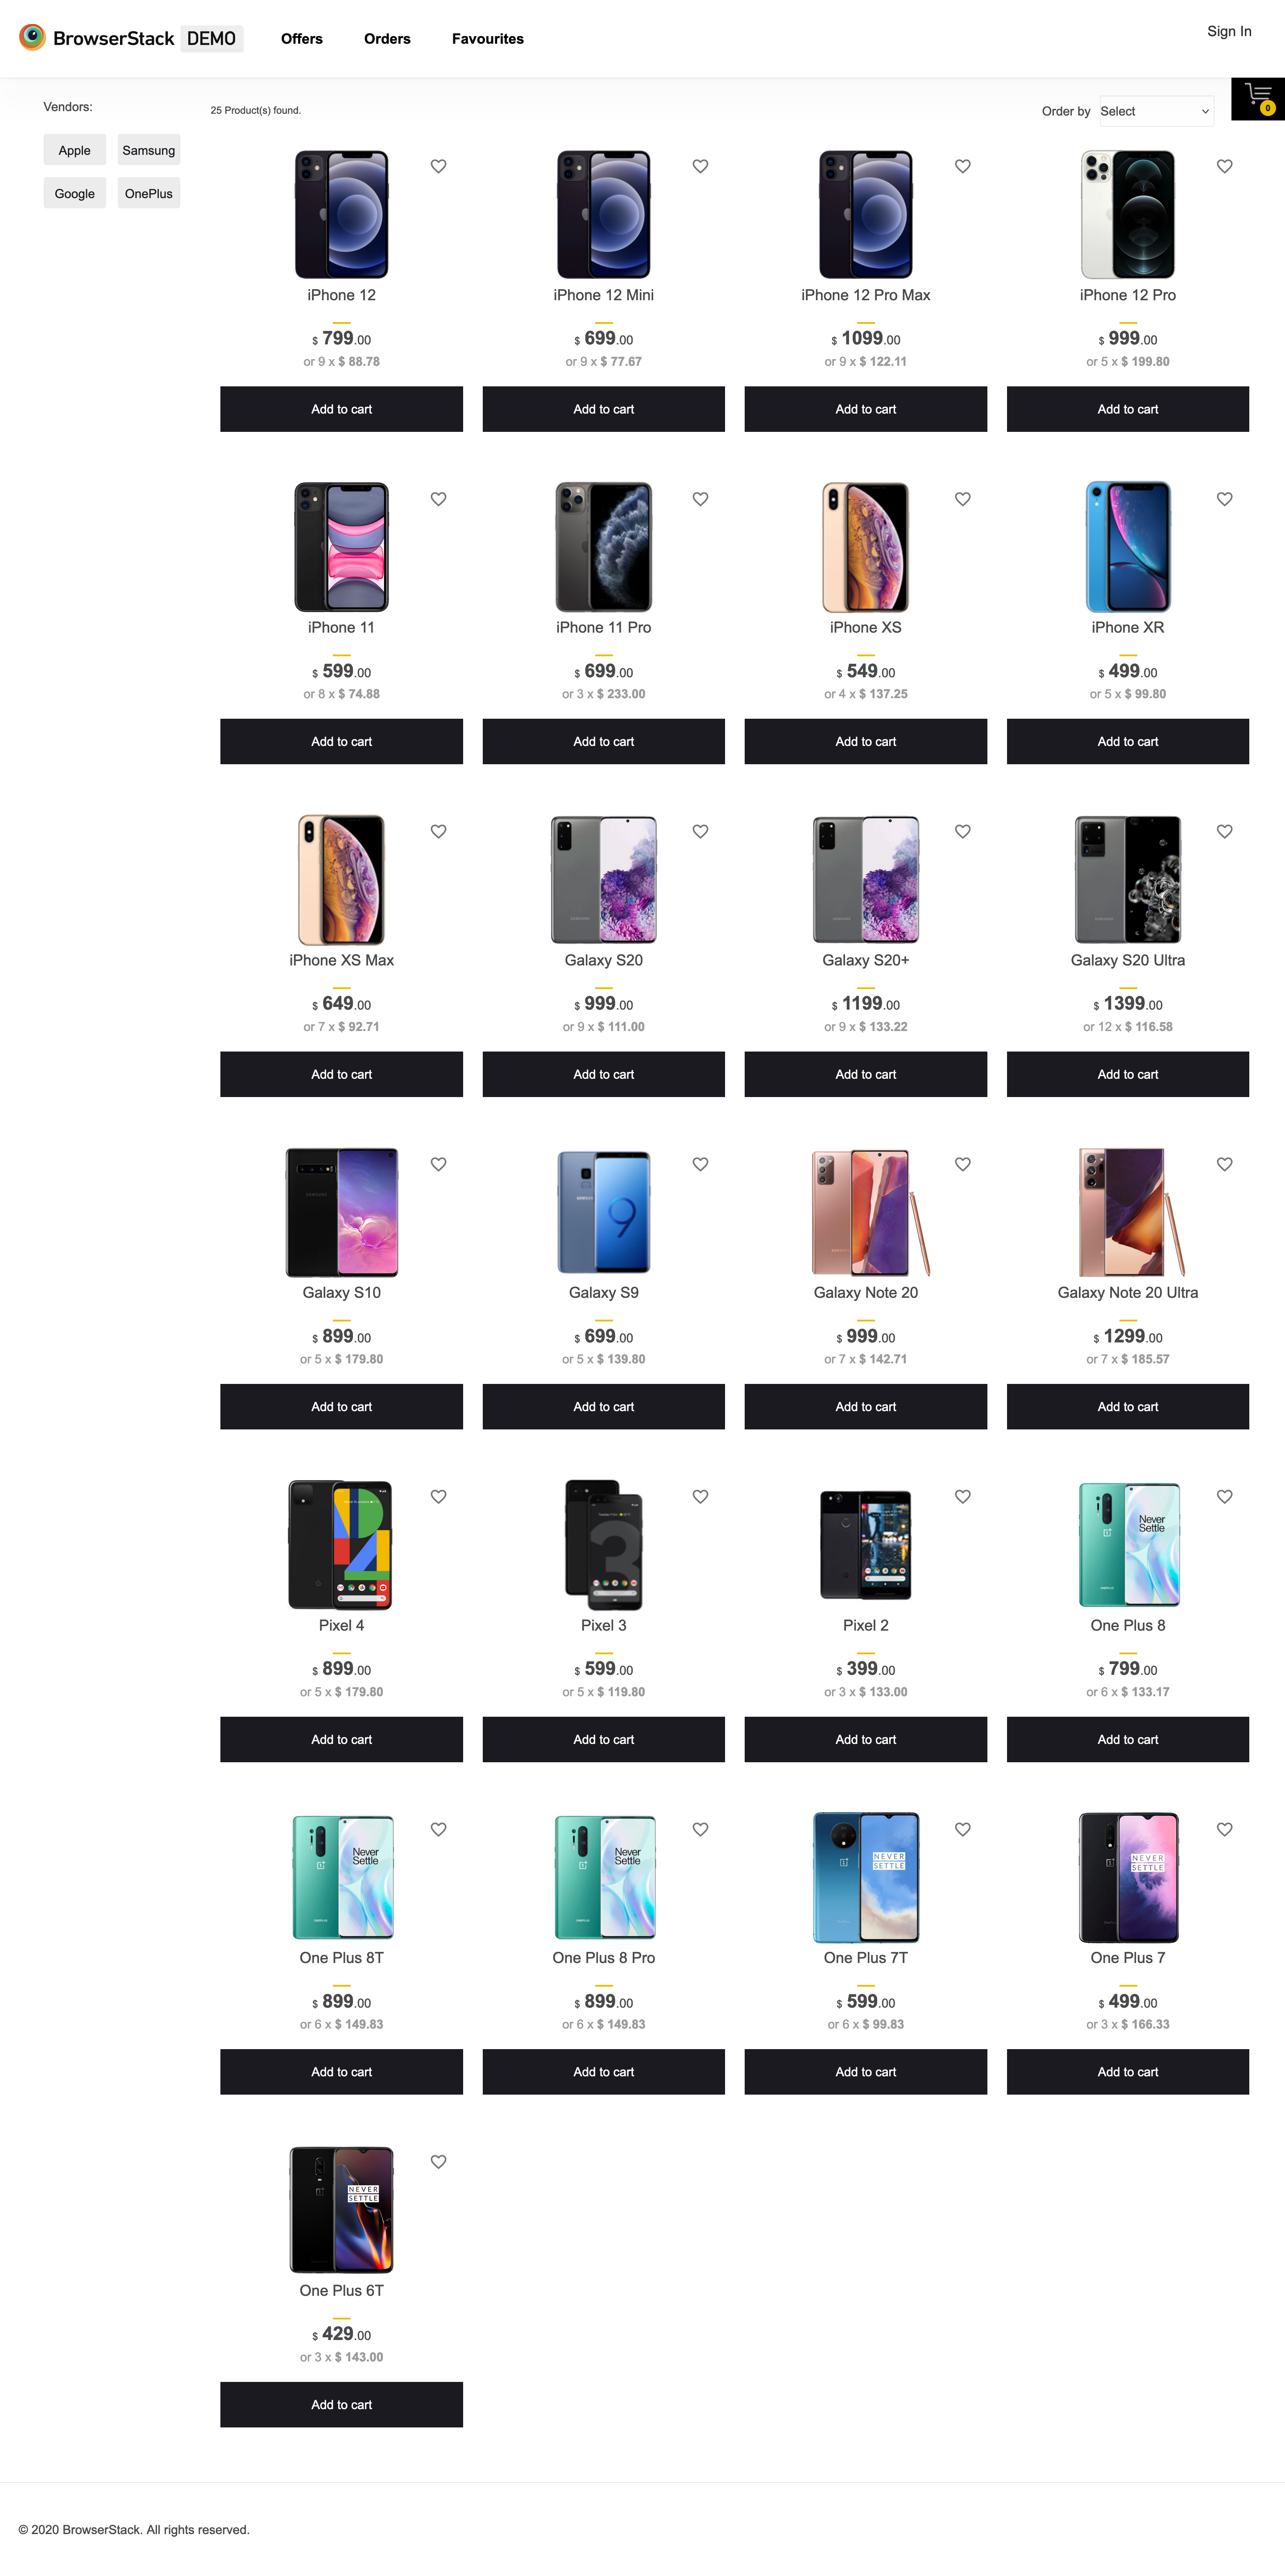 BrowserStack DEMO
Offers
Orders
Favourites
Sign In
0
Vendors:
Apple
Samsung
Google
OnePlus
25 Product(s) found.
Order by
Select
iPhone 12
$ 799.00
or 9 x $ 88.78
Add to cart
iPhone 12 Mini
$ 699.00
or 9 x $ 77.67
Add to cart
iPhone 12 Pro Max
$ 1099.00
or 9 x $ 122.11
Add to cart
iPhone 12 Pro
$ 999.00
or 5 x $ 199.80
Add to cart
iPhone 11
$ 599.00
or 8 x $ 74.88
Add to cart
iPhone 11 Pro
$ 699.00
or 3 x $ 233.00
Add to cart
iPhone XS
$ 549.00
or 4 x $ 137.25
Add to cart
iPhone XR
$ 499.00
or 5 x $ 99.80
Add to cart
iPhone XS Max
$ 649.00
or 7 x $ 92.71
Add to cart
Galaxy S20
$ 999.00
or 9 x $ 111.00
Add to cart
Galaxy S20+
$ 1199.00
or 9 x $ 133.22
Add to cart
Galaxy S20 Ultra
$ 1399.00
or 12 x $ 116.58
Add to cart
Galaxy S10
$ 899.00
or 5 x $ 179.80
Add to cart
9
Galaxy S9
$ 699.00
or 5 x $ 139.80
Add to cart
Galaxy Note 20
$ 999.00
or 7 x $ 142.71
Add to cart
Galaxy Note 20 Ultra
$ 1299.00
or 7 x $ 185.57
Add to cart
Pixel 4
$ 899.00
or 5 x $ 179.80
Add to cart
3
Pixel 3
$ 599.00
or 5 x $ 119.80
Add to cart
Pixel 2
$ 399.00
or 3 x $ 133.00
Add to cart
Never
Settle
One Plus 8
$ 799.00
or 6 x $ 133.17
Add to cart
Never
Settle
One Plus 8T
$ 899.00
or 6 x $ 149.83
Add to cart
Never
Settle
One Plus 8 Pro
$ 899.00
or 6 x $ 149.83
Add to cart
NEVER
SETTLE
One Plus 7T
$ 599.00
or 6 x $ 99.83
Add to cart
NEVER
SETTLE
One Plus 7
$ 499.00
or 3 x $ 166.33
Add to cart
NEVER
SETTLE
One Plus 6T
$ 429.00
or 3 x $ 143.00
Add to cart
© 2020 BrowserStack. All rights reserved.